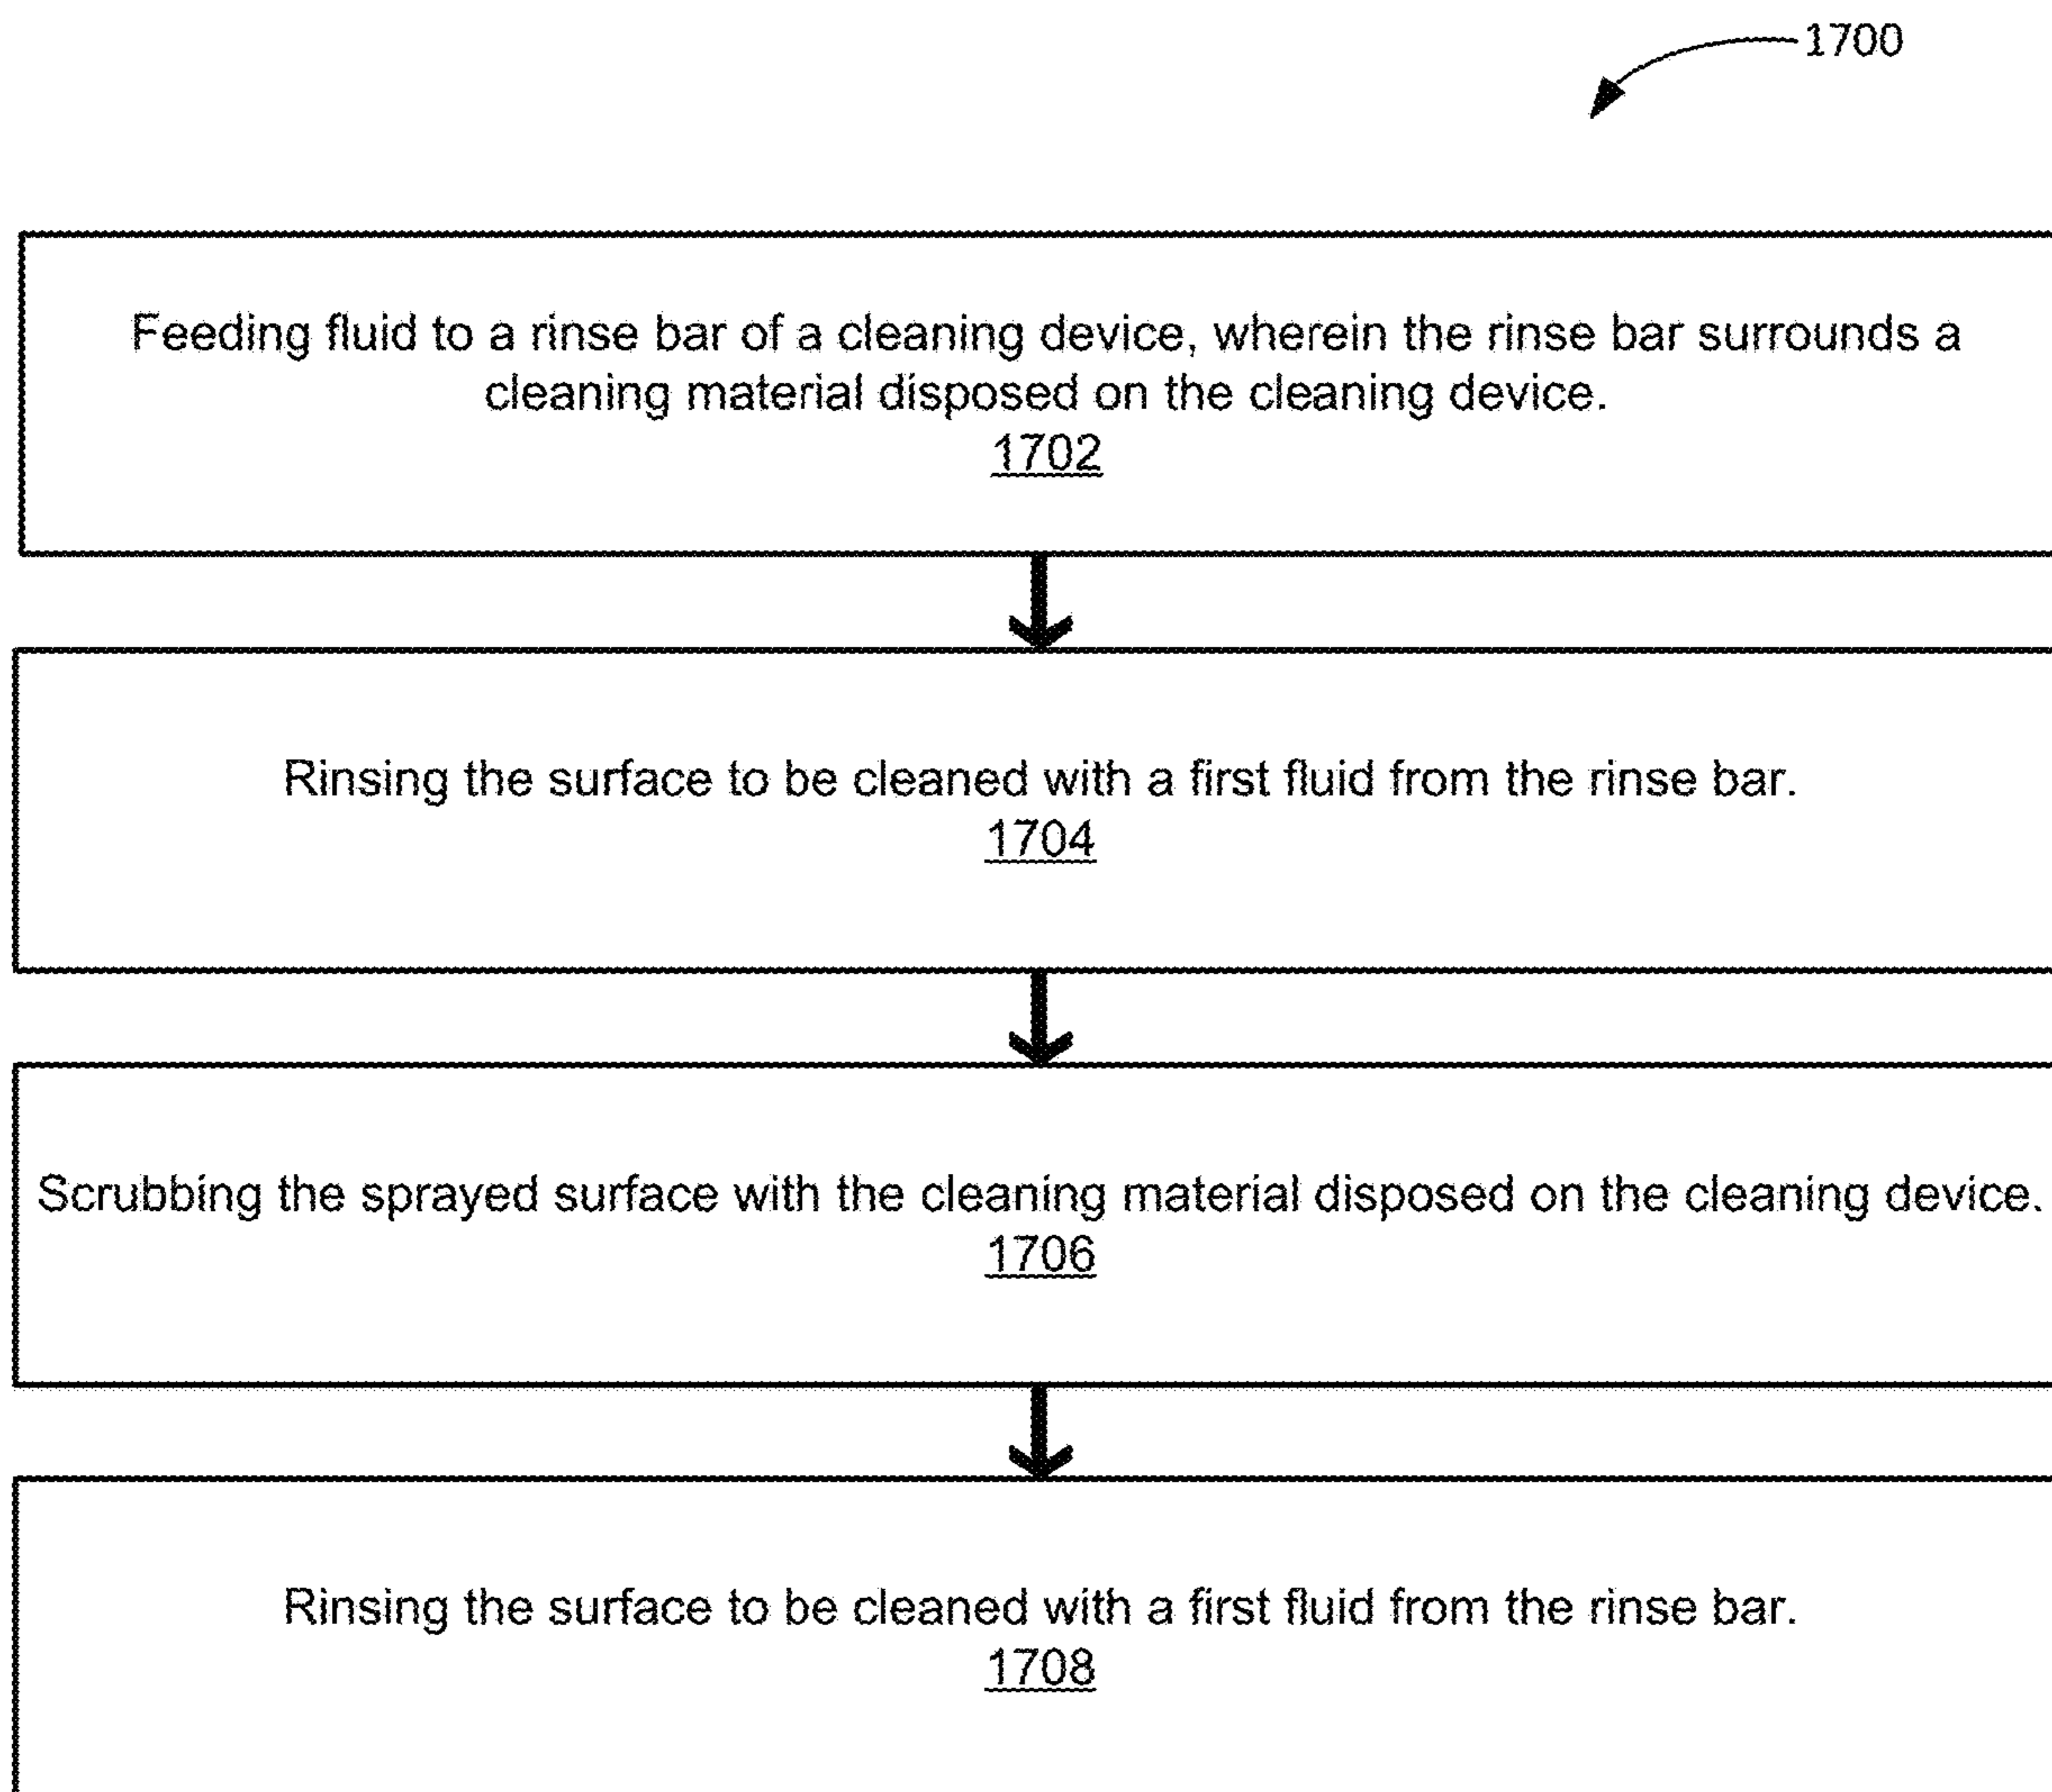 1700
Feeding fluid to a rinse bar of a cleaning device, wherein the rinse bar surrounds a
cleaning material disposed on the cleaning device.
1702
Rinsing the surface to be cleaned with a first fluid from the rinse bar.
1704
Scrubbing the sprayed surface with the cleaning material disposed on the cleaning device.
1706
Rinsing the surface to be cleaned with a first fluid from the rinse bar.
1708